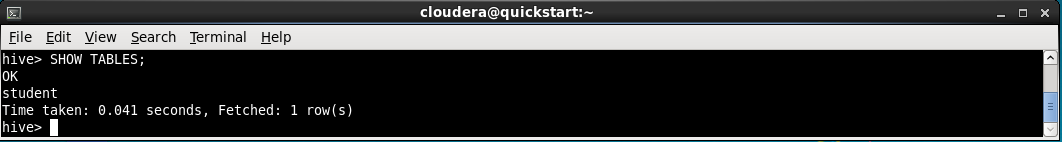 cloudera@quickstart:~
File Edit View Search Terminal Help
hive> SHOW TABLES;
OK
student
Time taken: 0.041 seconds, Fetched: 1 row(s)
hive>